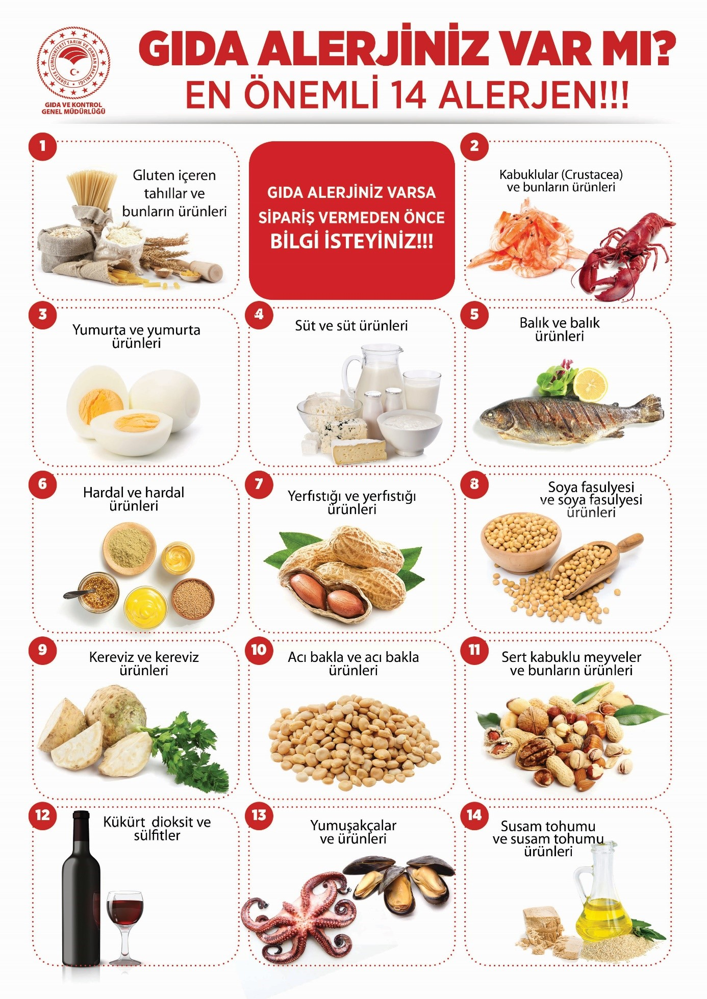 TÜRKİYE CUMHURİYETİ TARIM VE ORMAN BAKANLIĞI
GIDA VE KONTROL
GENEL MÜDÜRLÜĞÜ
GIDA ALERJİNİZ VAR MI?
EN ÖNEMLİ 14 ALERJEN!!!
1
Gluten içeren
tahıllar ve
bunların ürünleri
GIDA ALERJİNİZ VARSA
SİPARİŞ VERMEDEN ÖNCE
BİLGİ İSTEYİNİZ!!!
2
Kabuklular (Crustacea)
ve bunların ürünleri
3
Yumurta ve yumurta
ürünleri
4
Süt ve süt ürünleri
5
Balık ve balık
ürünleri
6
Hardal ve hardal
ürünleri
7
Yerfıstığı ve yerfıstığı
ürünleri
8
Soya fasulyesi
ve soya fasulyesi
ürünleri
9
Kereviz ve kereviz
ürünleri
10
Acı bakla ve acı bakla
ürünleri
11
Sert kabuklu meyveler
ve bunların ürünleri
12
Kükürt dioksit ve
sülfitler
13
Yumuşakçalar
ve ürünleri
14
Susam tohumu
ve susam tohumu
ürünleri